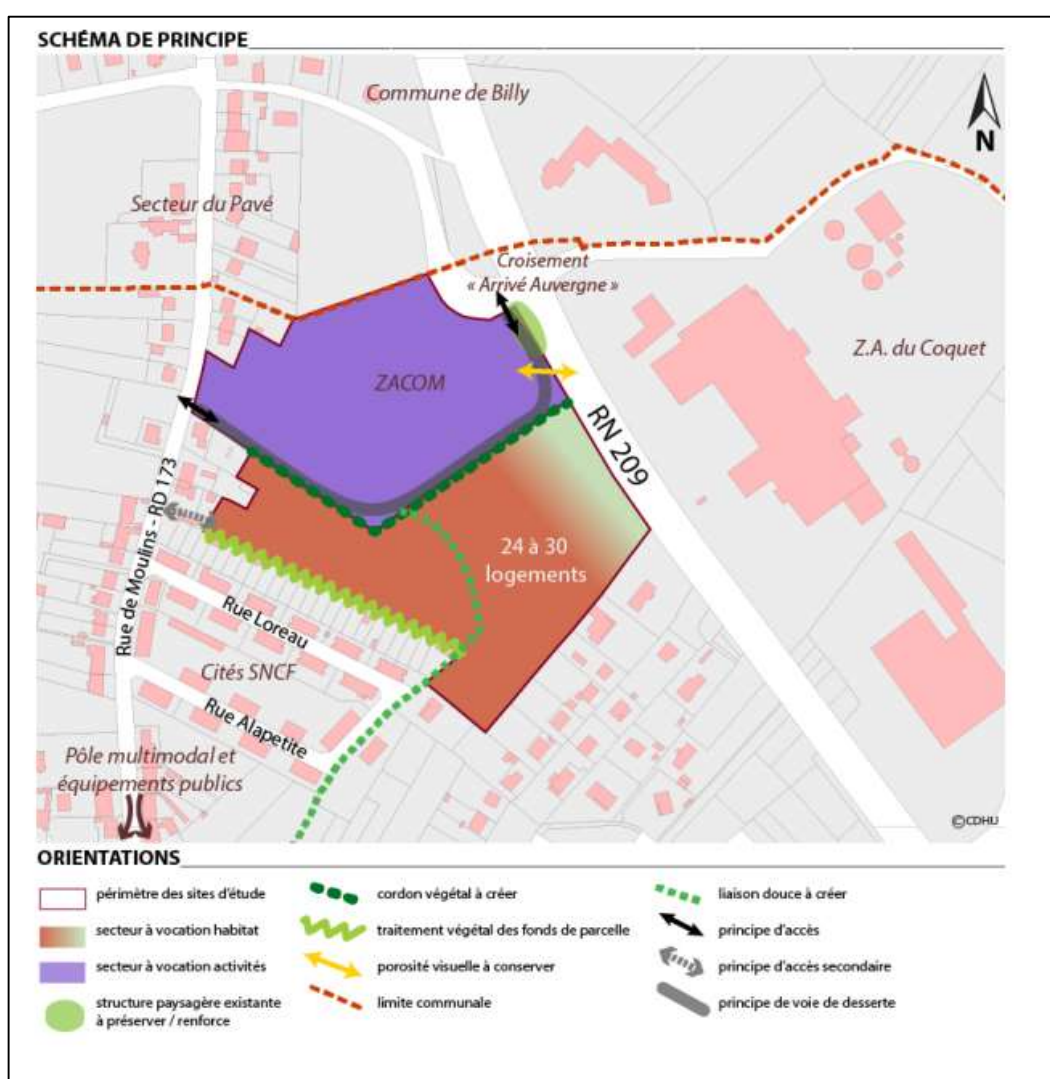 SCHÉMA DE PRINCIPE
Commune de Billy
N
Secteur du Pavé
Croisement
« Arrivé Auvergne »
Z.A. du Coquet
ZACOM
RN 209
Rue de Moulins - RD 173
24 à 30
logements
Rue Loreau
Cités SNCF
Rue Alapetite
Pôle multimodal et
équipements publics
©CDHU
ORIENTATIONS
périmètre des sites d'étude
secteur à vocation habitat
secteur à vocation activités
structure paysagère existante
à préserver / renforce
cordon végétal à créer
traitement végétal des fonds de parcelle
porosité visuelle à conserver
limite communale
liaison douce à créer
principe d'accès
principe d'accès secondaire
principe de voie de desserte